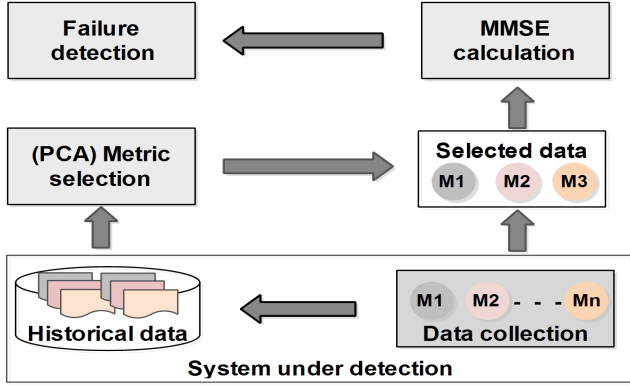 Failure
detection
MMSE
calculation
(PCA) Metric
selection
Selected data
M1 M2 M3
Historical data
M1 M2 - - - Mn
Data collection
System under detection